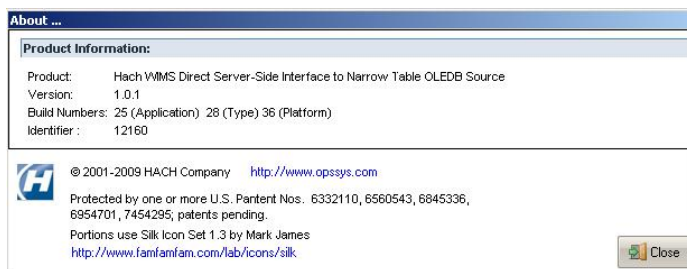 About ...
Product Information:
Product: Hach WIMS Direct Server-Side Interface to Narrow Table OLEDB Source
Version: 1.0.1
Build Numbers: 25 (Application) 28 (Type) 36 (Platform)
Identifier : 12160
© 2001-2009 HACH Company http://www.opssys.com
Protected by one or more U.S. Pantent Nos. 6332110, 6560543, 6845336,
6954701, 7454295; patents pending.
Portions use Silk Icon Set 1.3 by Mark James
http://www.famfamfam.com/lab/icons/silk
Close